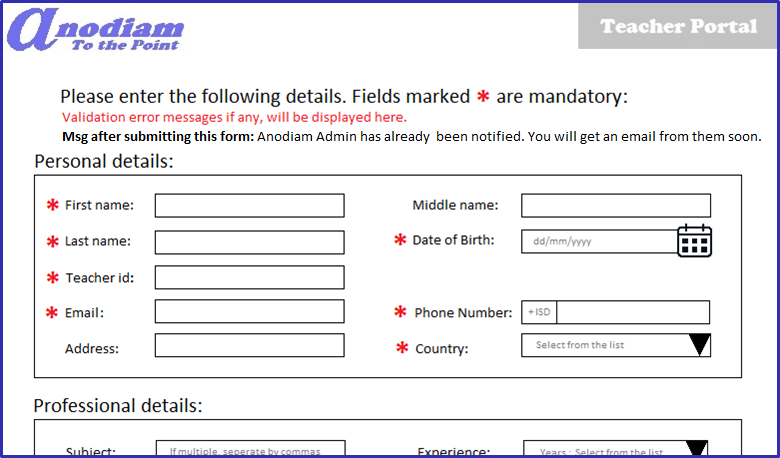 Anodiam
To the Point
Teacher Portal
Please enter the following details. Fields marked * are mandatory:
Validation error messages if any, will be displayed here.
Msg after submitting this form: Anodiam Admin has already been notified. You will get an email from them soon.
Personal details:
* First name:
Middle name:
* Last name:
* Date of Birth: dd/mm/yyyy
* Teacher id:
* Email:
* Phone Number: +ISD
Address:
* Country: Select from the list
Professional details:
Subject: If multiple, seperate by commas
Experience: Years : Select from the list